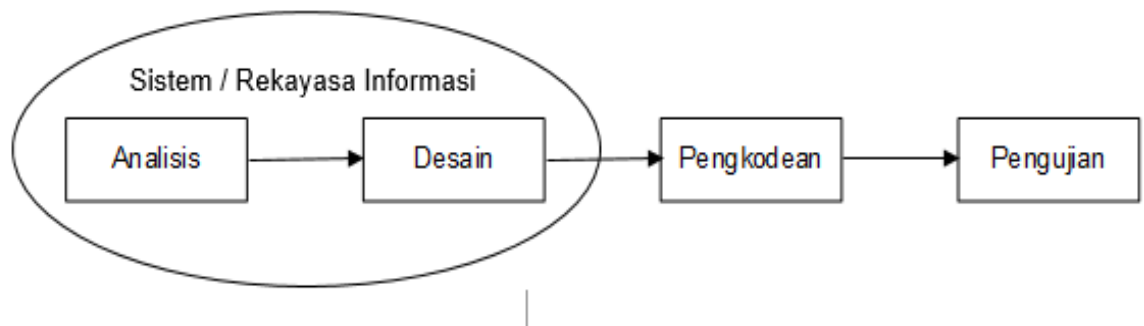 Sistem / Rekayasa Informasi
Analisis
Desain
Pengkodean
Pengujian